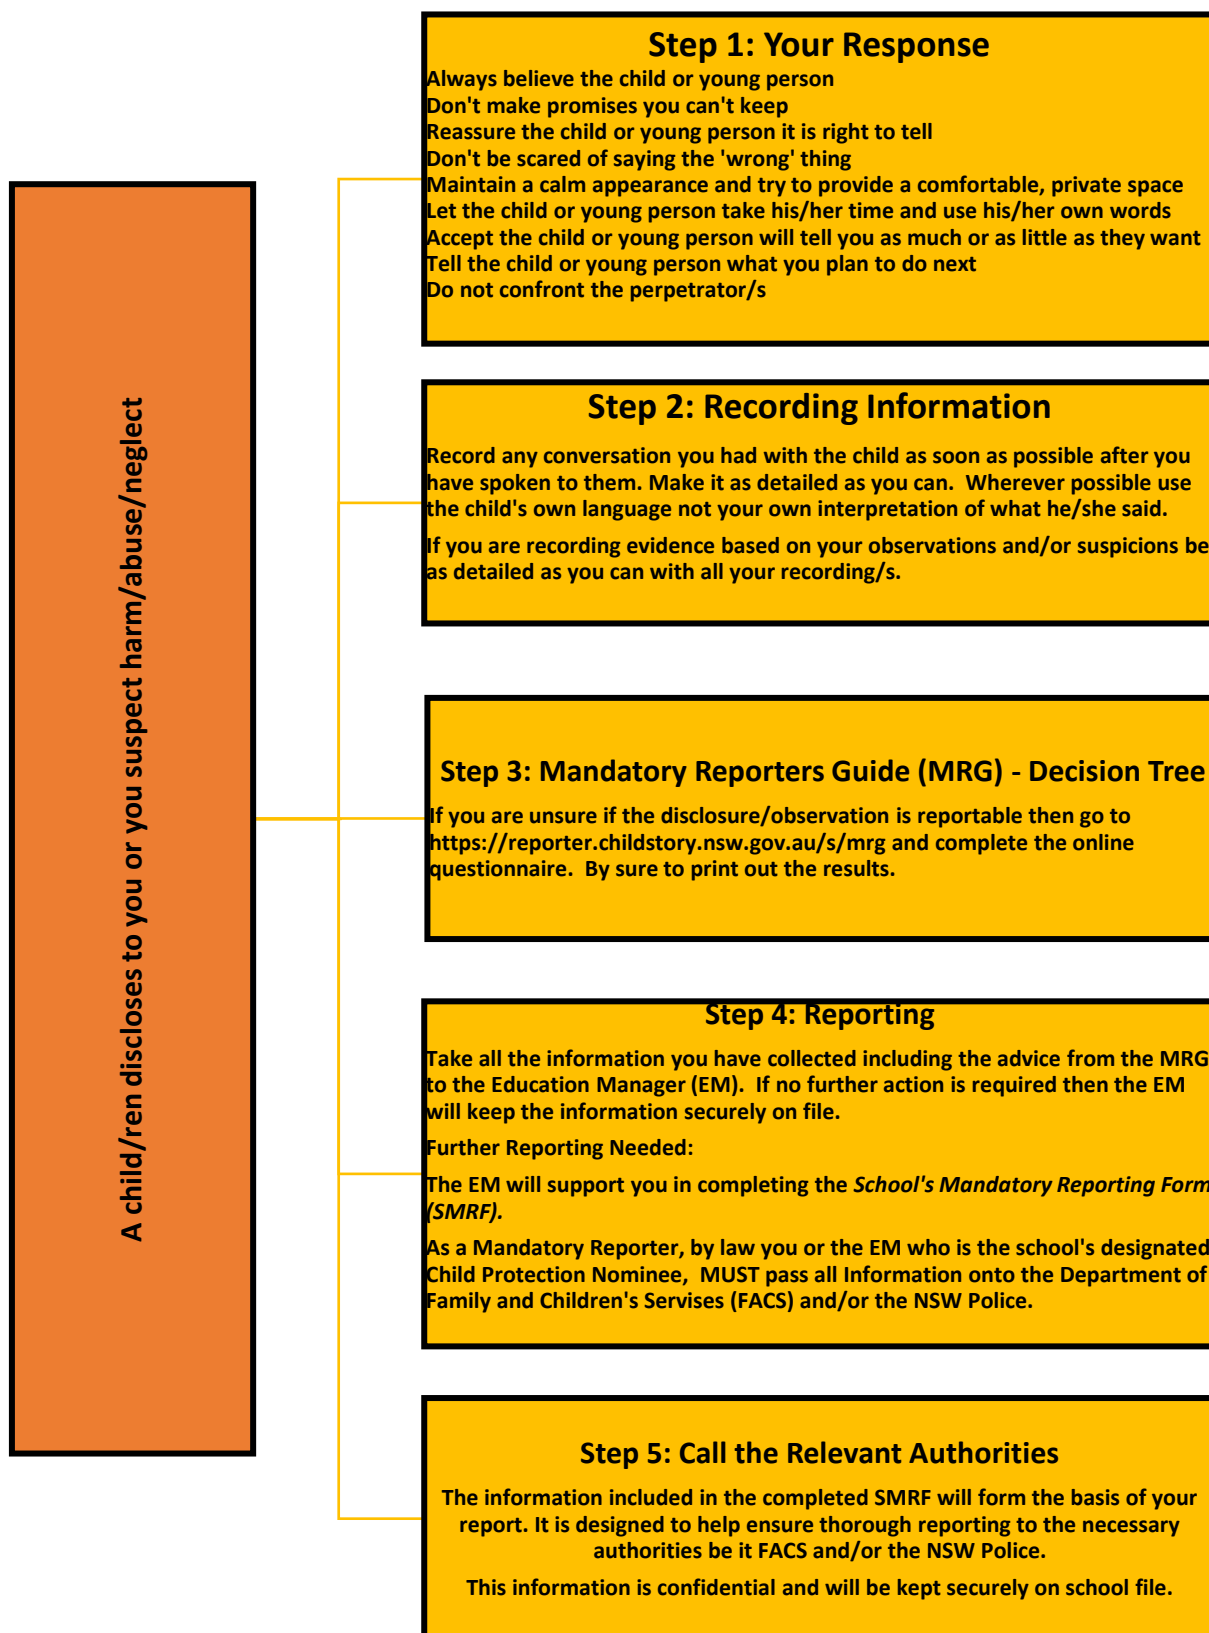 A child/ren discloses to you or you suspect harm/abuse/neglect
Step 1: Your Response
Always believe the child or young person
Don't make promises you can't keep
Reassure the child or young person it is right to tell
Don't be scared of saying the 'wrong' thing
Maintain a calm appearance and try to provide a comfortable, private space
Let the child or young person take his/her time and use his/her own words
Accept the child or young person will tell you as much or as little as they want
Tell the child or young person what you plan to do next
Do not confront the perpetrator/s
Step 2: Recording Information
Record any conversation you had with the child as soon as possible after you
have spoken to them. Make it as detailed as you can.  Wherever possible use
the child's own language not your own interpretation of what he/she said.
If you are recording evidence based on your observations and/or suspicions be
as detailed as you can with all your recording/s.
Step 3: Mandatory Reporters Guide (MRG) - Decision Tree
If you are unsure if the disclosure/observation is reportable then go to
https://reporter.childstory.nsw.gov.au/s/mrg and complete the online
questionnaire.  By sure to print out the results.
Step 4: Reporting
Take all the information you have collected including the advice from the MRG
to the Education Manager (EM).  If no further action is required then the EM
will keep the information securely on file.
Further Reporting Needed:
The EM will support you in completing the School's Mandatory Reporting Form
(SMRF).
As a Mandatory Reporter, by law you or the EM who is the school's designated
Child Protection Nominee,  MUST pass all Information onto the Department of
Family and Children's Servises (FACS) and/or the NSW Police.
Step 5: Call the Relevant Authorities
The information included in the completed SMRF will form the basis of your
report. It is designed to help ensure thorough reporting to the necessary
authorities be it FACS and/or the NSW Police.
This information is confidential and will be kept securely on school file.